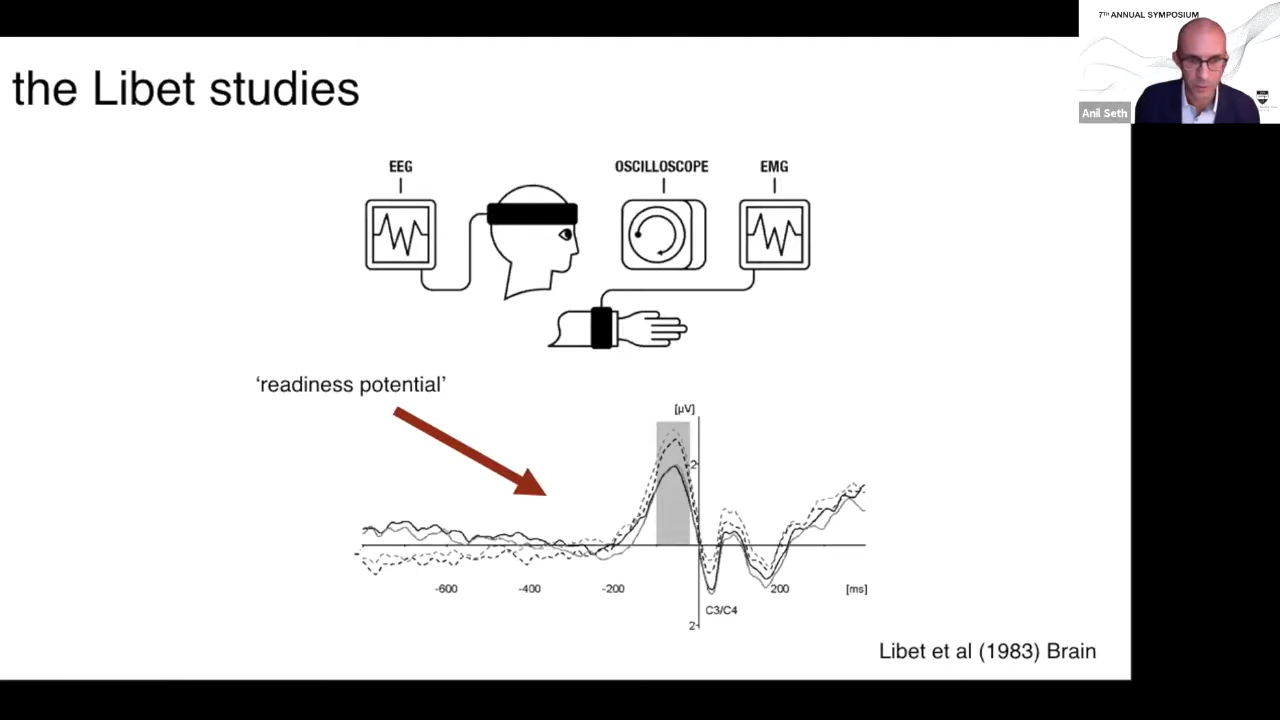 7TH ANNUAL SYMPOSIUM
Anil Seth
the Libet studies
EEG
OSCILLOSCOPE
EMG
‘readiness potential’
[µV]
2
-600
-400
-200
200
[ms]
C3/C4
2
Libet et al (1983) Brain